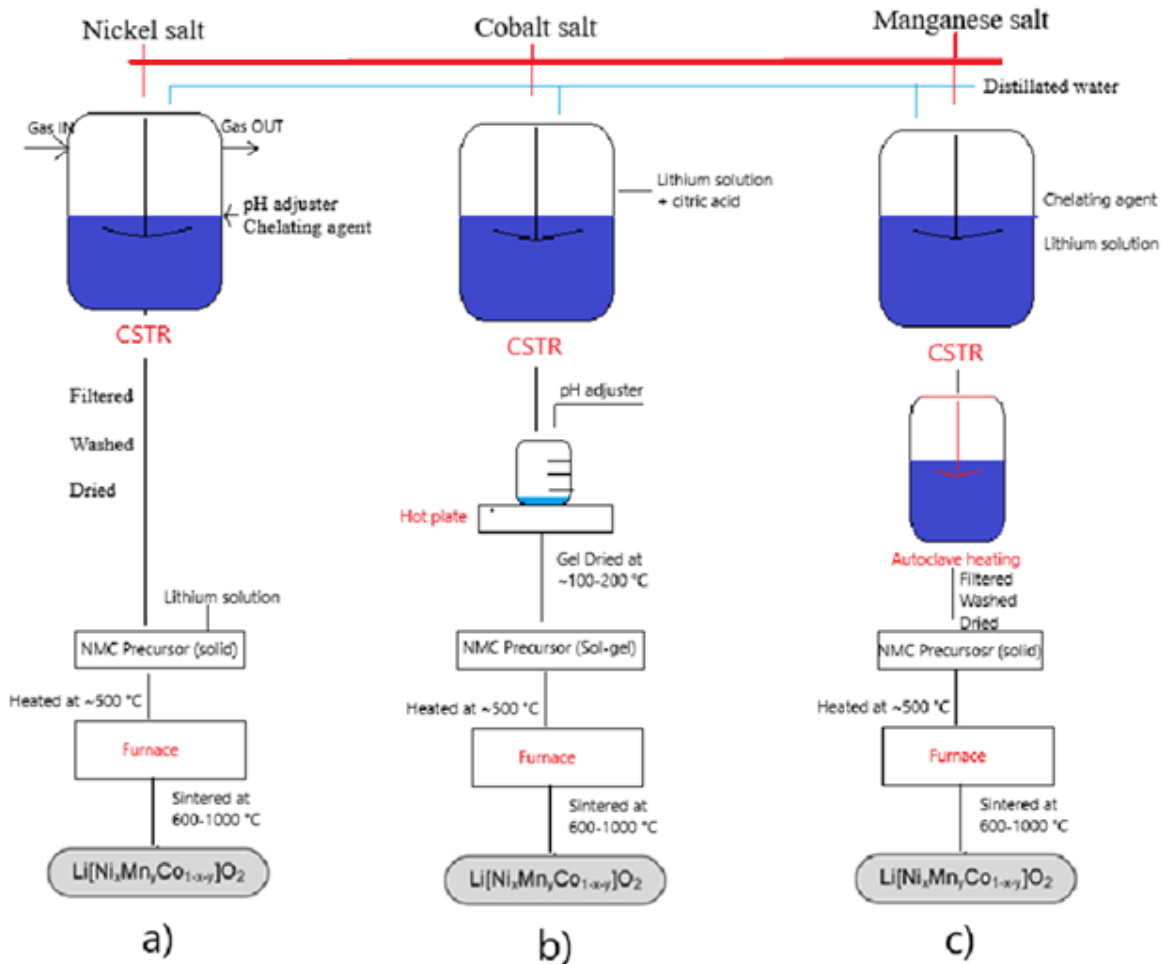 Nickel salt
Cobalt salt
Manganese salt
Distillated water
Gas IN
Gas OUT
pH adjuster
Chelating agent
CSTR
Filtered
Washed
Dried
Lithium solution
NMC Precursor (solid)
Heated at ~500 °C
Furnace
Sintered at
600-1000 °C
Li[NixMnyCo1-x-y]O2
a)
Lithium solution
+ citric acid
CSTR
pH adjuster
Hot plate
Gel Dried at
~100-200 °C
NMC Precursor (Sol-gel)
Heated at ~500 °C
Furnace
Sintered at
600-1000 °C
Li[NixMnyCo1-x-y]O2
b)
Chelating agent
Lithium solution
CSTR
Autoclave heating
Filtered
Washed
Dried
NMC Precursosr (solid)
Heated at ~500 °C
Furnace
Sintered at
600-1000 °C
Li[NixMnyCo1-x-y]O2
c)